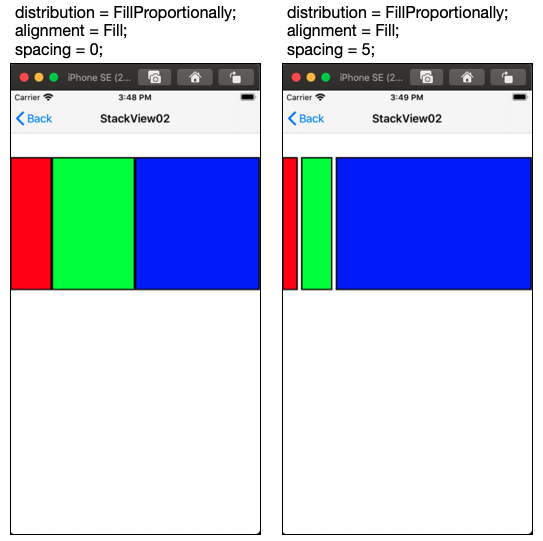 distribution = FillProportionally;
alignment = Fill;
spacing = 0;
iPhone SE (2...
Carrier 3:48 PM
Back StackView02
distribution = FillProportionally;
alignment = Fill;
spacing = 5;
iPhone SE (2...
Carrier 3:49 PM
Back StackView02